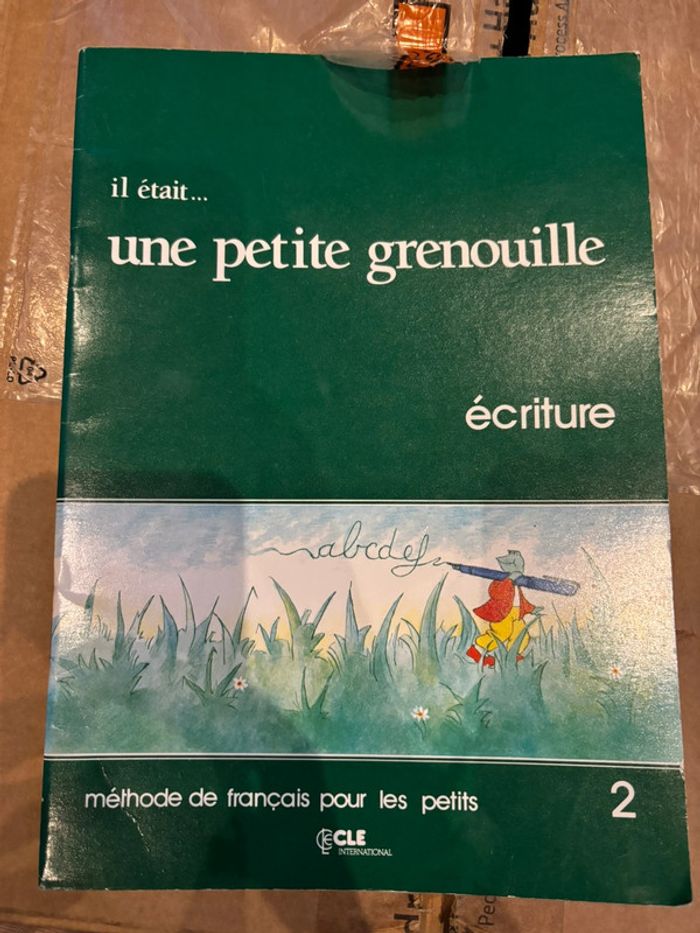 il était...
une petite grenouille
écriture
abcdef
méthode de français pour les petits
2
CLE
INTERNATIONAL